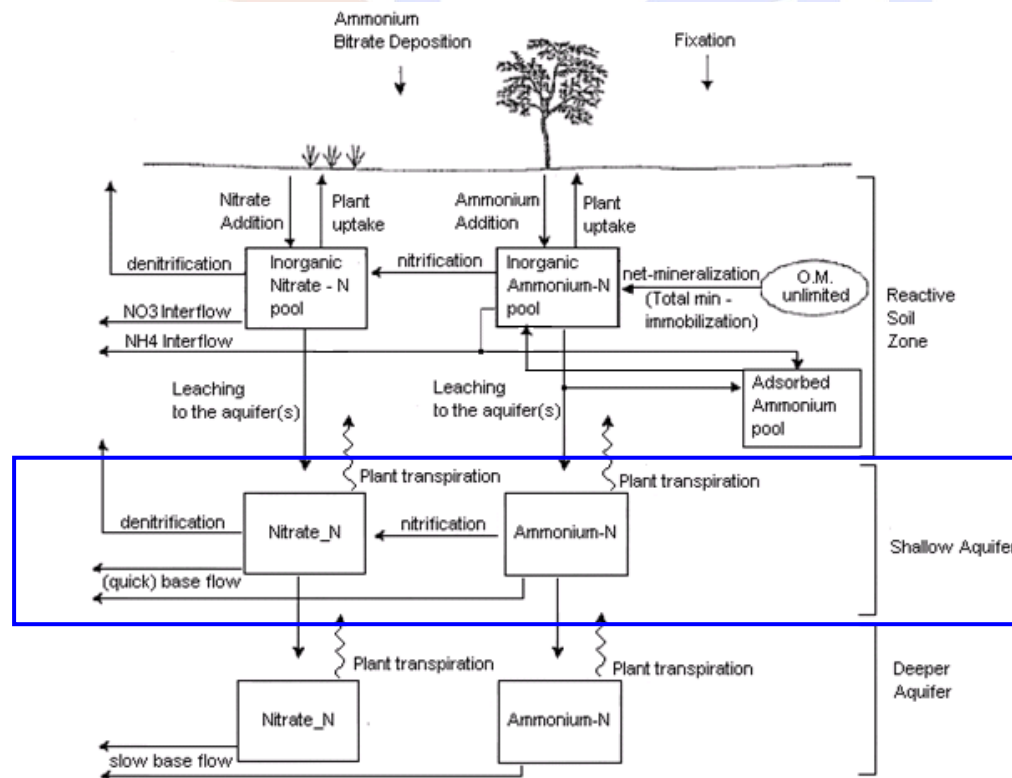 Ammonium
Bitrate Deposition
Fixation
Nitrate
Addition
Plant
uptake
Ammonium
Addition
Plant
uptake
denitrification
Inorganic
Nitrate - N
pool
nitrification
Inorganic
Ammonium-N
pool
net-mineralization
(Total min -
immobilization)
O.M.
unlimited
Reactive
Soil
Zone
NO3 Interflow
NH4 Interflow
Leaching
to the aquifer(s)
Leaching
to the aquifer(s)
Adsorbed
Ammonium
pool
Plant transpiration
Plant transpiration
denitrification
Nitrate_N
nitrification
Ammonium-N
Shallow Aquifer
(quick) base flow
Plant transpiration
Plant transpiration
Deeper
Aquifer
Nitrate_N
Ammonium-N
slow base flow